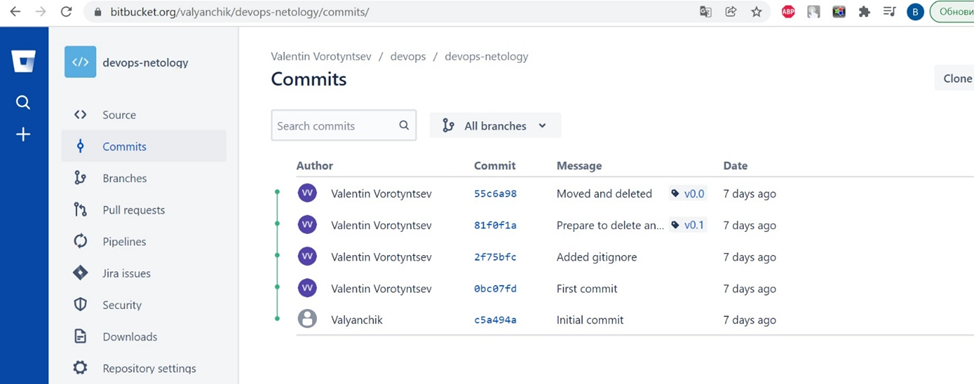 bitbucket.org/valyanchik/devops-netology/commits/
ABP
B
Обнови
devops-netology
Source
Commits
Branches
Pull requests
Pipelines
Jira issues
Security
Downloads
Repository settings
Valentin Vorotyntsev / devops / devops-netology
Commits
Clone
Search commits
All branches
Author Commit Message Date
VV Valentin Vorotyntsev 55c6a98 Moved and deleted v0.0 7 days ago
VV Valentin Vorotyntsev 81f0f1a Prepare to delete an... v0.1 7 days ago
VV Valentin Vorotyntsev 2f75bfc Added gitignore 7 days ago
VV Valentin Vorotyntsev 0bc07fd First commit 7 days ago
Valyanchik c5a494a Initial commit 7 days ago